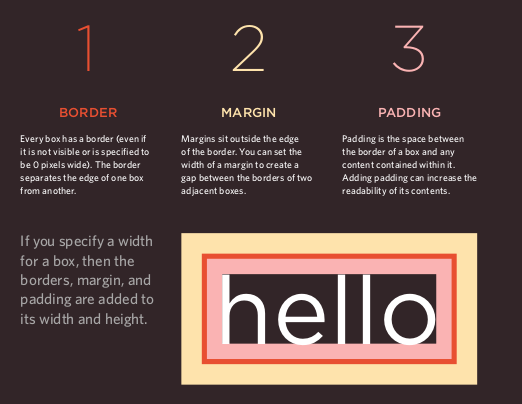 1
2
3
BORDER
MARGIN
PADDING
Every box has a border (even if
it is not visible or is specified to
be 0 pixels wide). The border
separates the edge of one box
from another.
Margins sit outside the edge
of the border. You can set the
width of a margin to create a
gap between the borders of two
adjacent boxes.
Padding is the space between
the border of a box and any
content contained within it.
Adding padding can increase the
readability of its contents.
If you specify a width
for a box, then the
borders, margin, and
padding are added to
its width and height.
hello